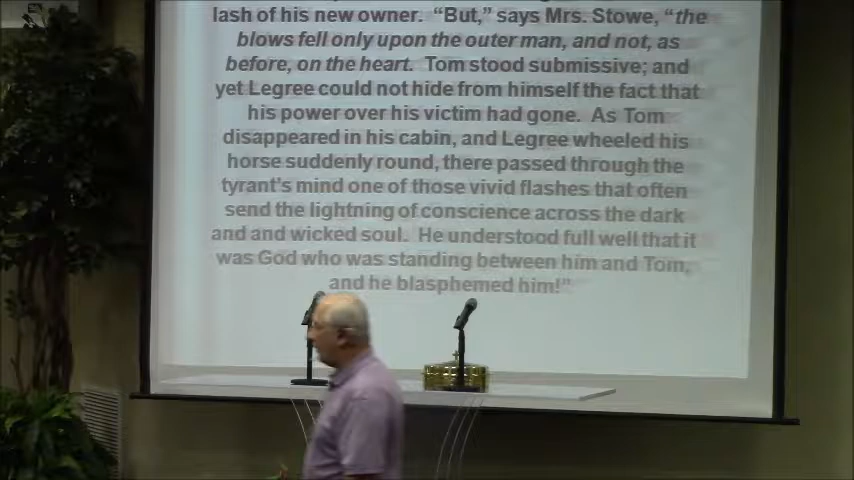 lash of his new owner. “But,” says Mrs. Stowe, “the
blows fell only upon the outer man, and not, as
before, on the heart. Tom stood submissive; and
yet Legree could not hide from himself the fact that
his power over his victim had gone. As Tom
disappeared in his cabin, and Legree wheeled his
horse suddenly round, there passed through the
tyrant's mind one of those vivid flashes that often
send the lightning of conscience across the dark
and and wicked soul. He understood full well that it
was God who was standing between him and Tom,
and he blasphemed him!”